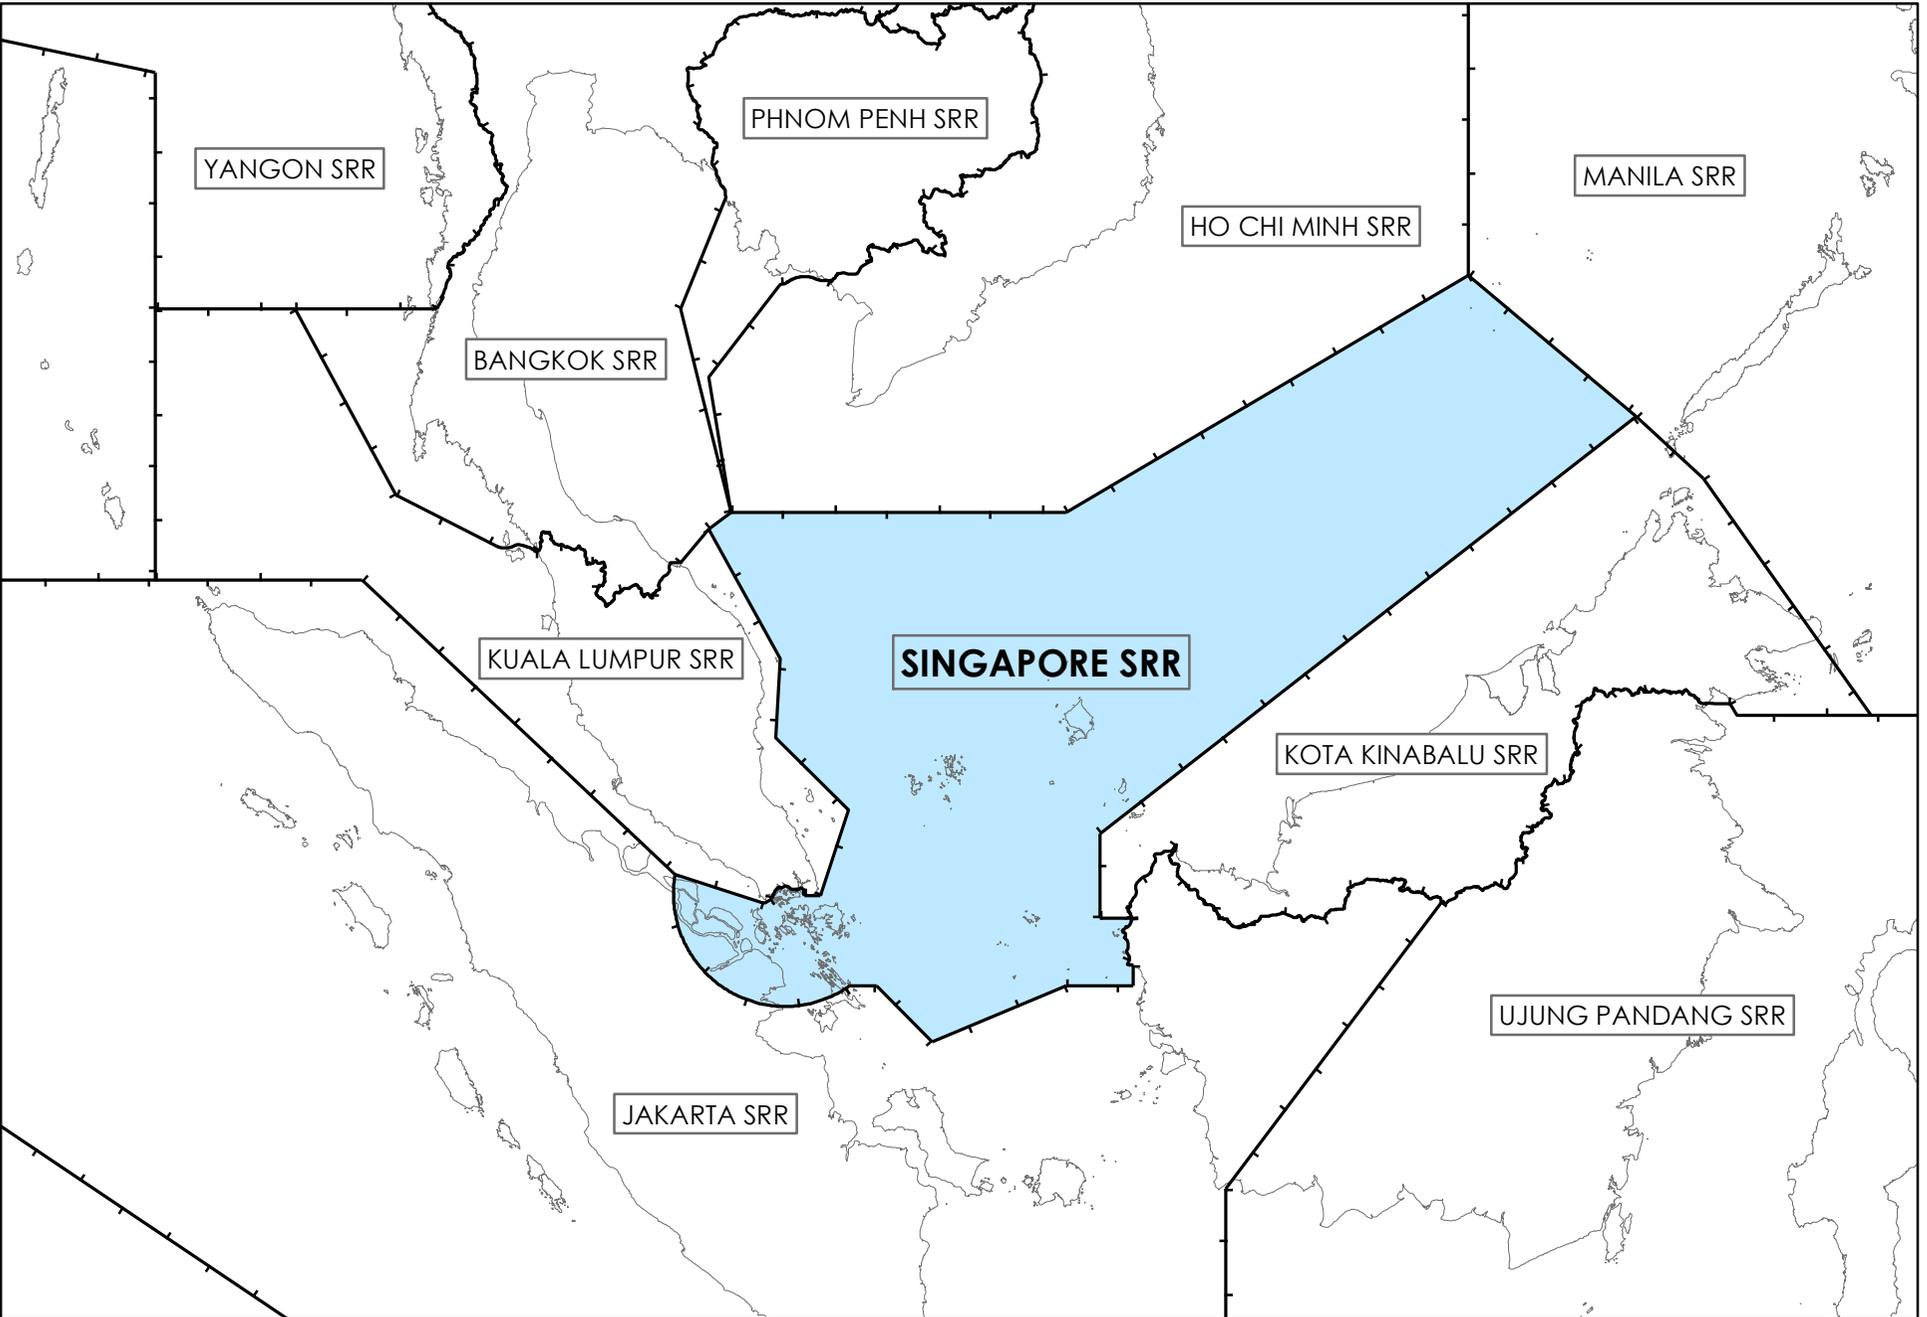 PHNOM PENH SRR
YANGON SRR
MANILA SRR
HO CHI MINH SRR
BANGKOK SRR
KUALA LUMPUR SRR
SINGAPORE SRR
KOTA KINABALU SRR
UJUNG PANDANG SRR
JAKARTA SRR